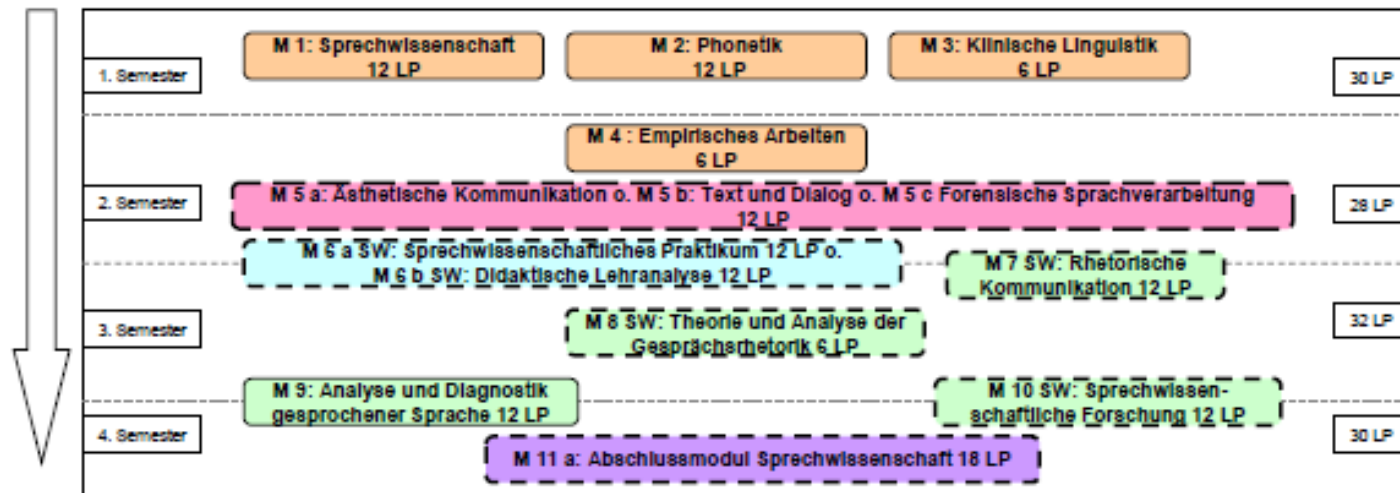 M 1: Sprechwissenschaft
12 LP
M 2: Phonetik
12 LP
M 3: Klinische Linguistik
6 LP
1. Semester
30 LP
M 4 : Empirisches Arbeiten
6 LP
2. Semester
M 5 a: Ästhetische Kommunikation o. M 5 b: Text und Dialog o. M 5 c Forensische Sprachverarbeitung
12 LP
28 LP
M 6 a SW: Sprechwissenschaftliches Praktikum 12 LP o.
M 6 b SW: Didaktische Lehranalyse 12 LP
M 7 SW: Rhetorische
Kommunikation 12 LP
3. Semester
M 8 SW: Theorie und Analyse der
Gesprächsrhetorik 6 LP
32 LP
M 9: Analyse und Diagnostik
gesprochener Sprache 12 LP
M 10 SW: Sprechwissen-
schaftliche Forschung 12 LP
4. Semester
30 LP
M 11 a: Abschlussmodul Sprechwissenschaft 18 LP